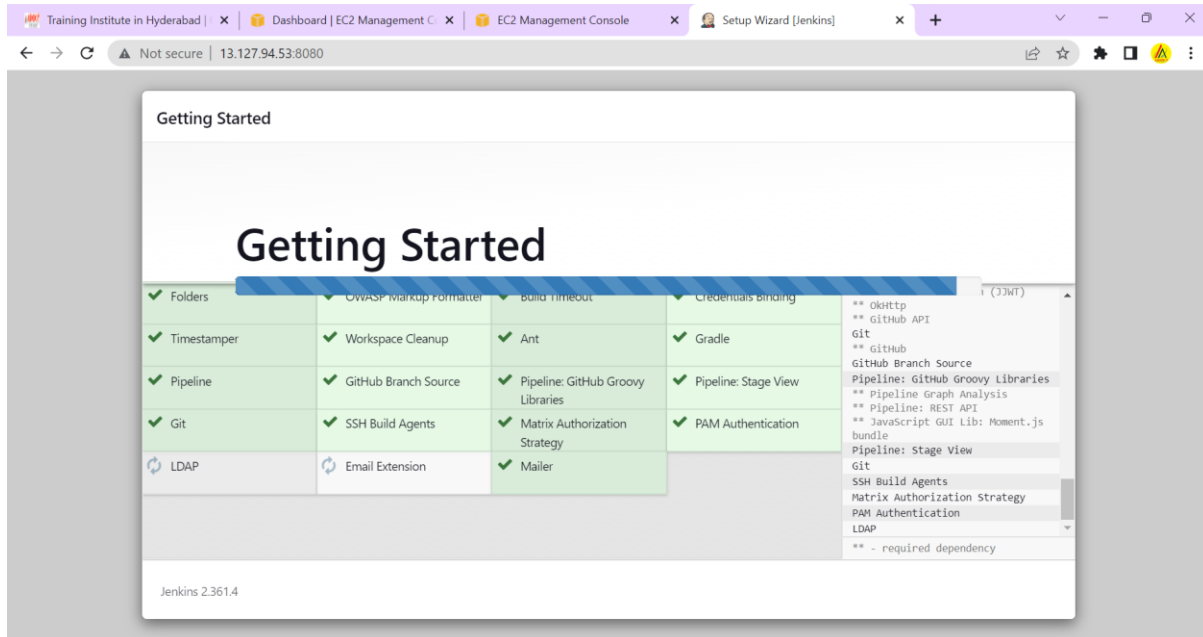 Training Institute in Hyderabad |
Dashboard | EC2 Management C
EC2 Management Console
Setup Wizard [Jenkins]
Not secure | 13.127.94.53:8080
Getting Started
Getting Started
Folders
OWASP Markup Formatter
Build Timeout
Credentials Binding
Timestamper
Workspace Cleanup
Ant
Gradle
Pipeline
GitHub Branch Source
Pipeline: GitHub Groovy
Libraries
Pipeline: Stage View
Git
SSH Build Agents
Matrix Authorization
Strategy
PAM Authentication
LDAP
Email Extension
Mailer
(JJWT)
** OkHttp
** GitHub API
Git
** GitHub
GitHub Branch Source
Pipeline: GitHub Groovy Libraries
** Pipeline Graph Analysis
** Pipeline: REST API
** JavaScript GUI Lib: Moment.js
bundle
Pipeline: Stage View
Git
SSH Build Agents
Matrix Authorization Strategy
PAM Authentication
LDAP
** - required dependency
Jenkins 2.361.4